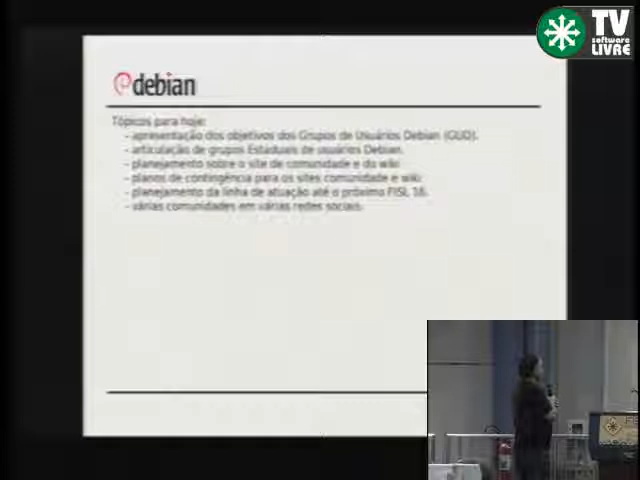 TV
software
LIVRE
debian
Tópicos para hoje:
- apresentação dos objetivos dos Grupos de Usuários Debian (GUD).
- articulação de grupos Estaduais de usuários Debian.
- planejamento sobre o site de comunidade e do wiki
- planos de contingência para os sites comunidade e wiki
- planejamento da linha de atuação até o próximo FISL 16.
- várias comunidades em várias redes sociais.